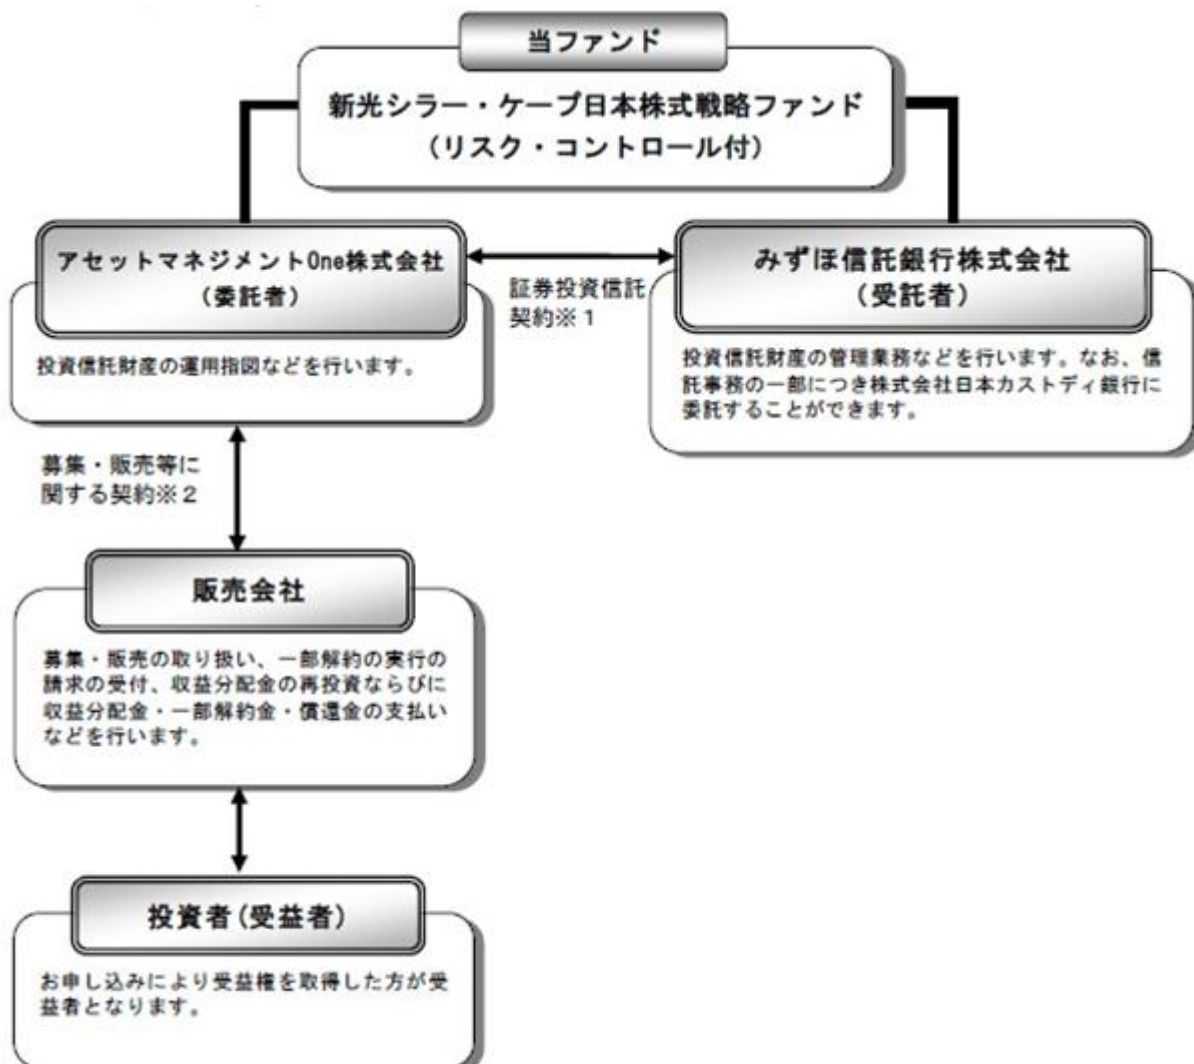 当ファンド
新光シラー・ケープ日本株式戦略ファンド
（リスク・コントロール付）
アセットマネジメントOne株式会社
（委託者）
投資信託財産の運用指図などを行います。
証券投資信託
契約※１
みずほ信託銀行株式会社
（受託者）
投資信託財産の管理業務などを行います。なお、信
託事務の一部につき株式会社日本カストディ銀行に
委託することができます。
募集・販売等に
関する契約※２
販売会社
募集・販売の取り扱い、一部解約の実行の
請求の受付、収益分配金の再投資ならびに
収益分配金・一部解約金・償還金の支払い
などを行います。
投資者(受益者)
お申し込みにより受益権を取得した方が受
益者となります。